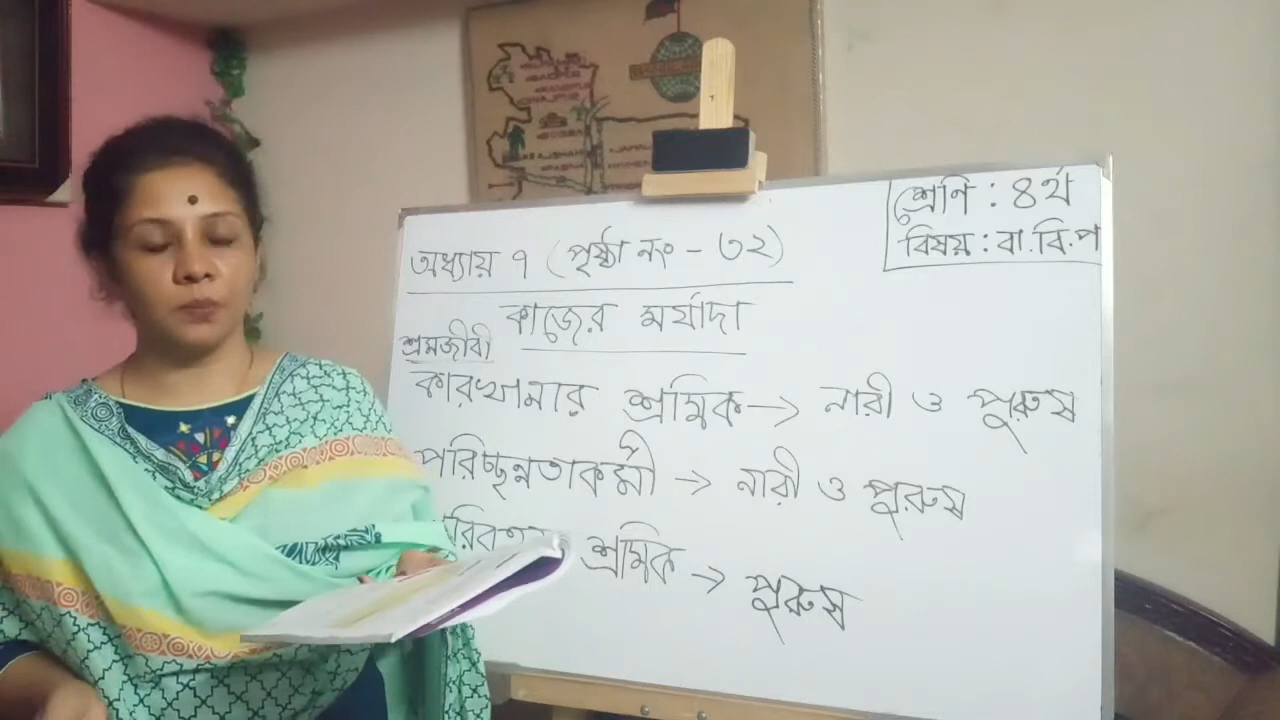 শ্রেণি : ৪র্থ
বিষয় : বা.বি.প
অধ্যায় ৭ (পৃষ্ঠা নং - ৩২)
কাজের মর্যাদা
শ্রমজীবী
কারখানার শ্রমিক → নারী ও পুরুষ
পরিচ্ছন্নতাকর্মী → নারী ও পুরুষ
শ্রমিক → পুরুষ